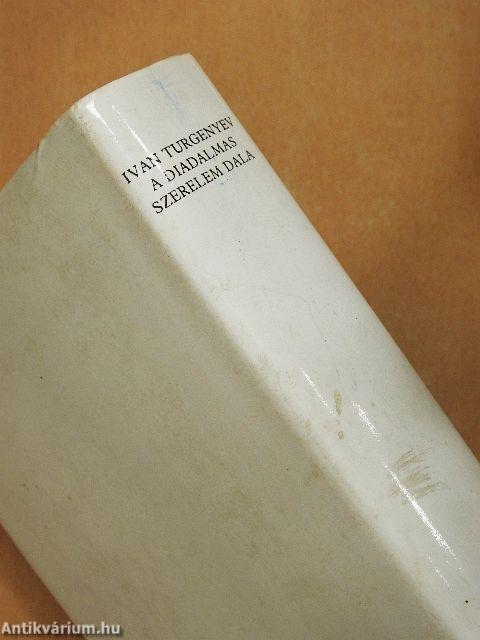 IVAN TURGENYEV
A DIADALMAS
SZERELEM DALA
Antikvárium.hu